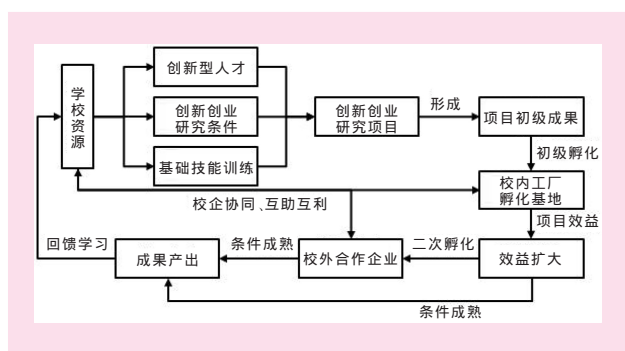 创新型人才
学
校
资
源
创新创业
研究条件
创新创业
研究项目
形成
项目初级成果
初级孵化
基础技能训练
校内工厂
孵化基地
校企协同、互助互利
项目效益
回馈学习
成果产出
条件成熟
校外合作企业
二次孵化
效益扩大
条件成熟